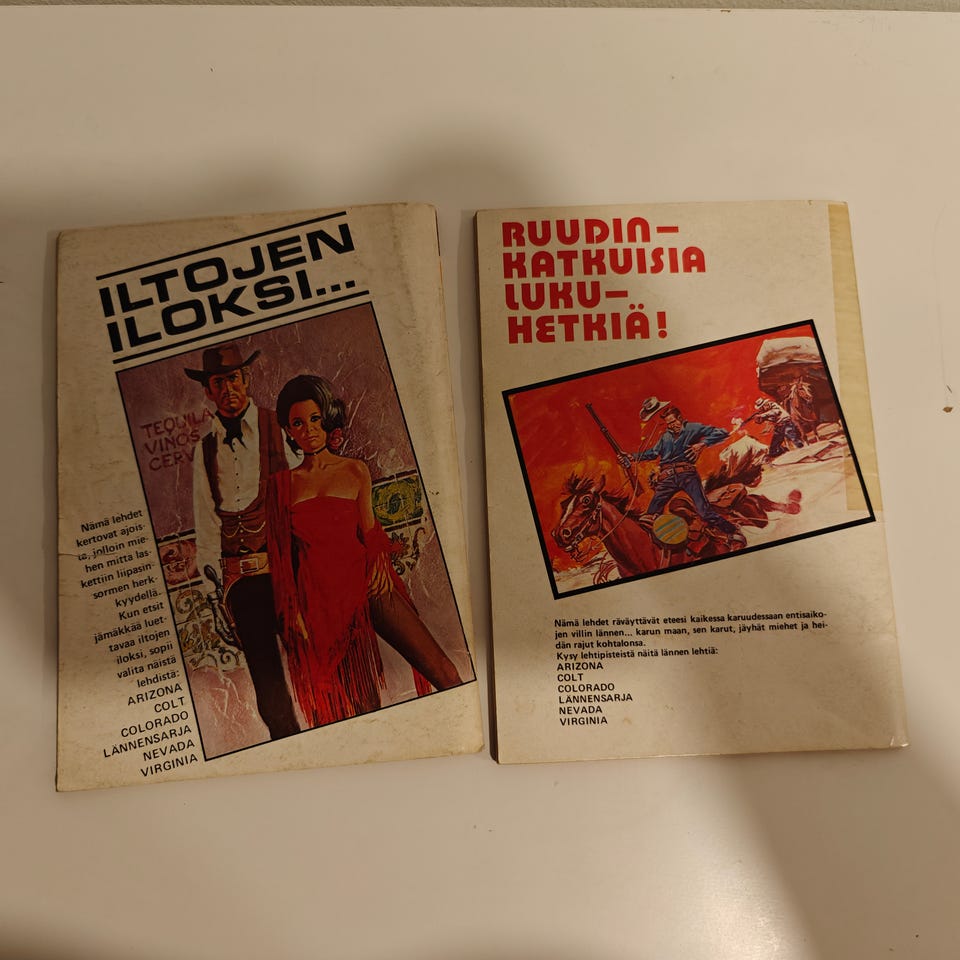 ILTOJEN
ILOKSI...
TEQUILA
VINOS
CERV
Nämä lehdet
kertovat ajois-
ta, jolloin mie-
hen mitta las-
kettiin liipasin-
sormen herk-
kyydellä.
Kun etsit
jämäkkää luet-
tavaa iltojen
iloksi, sopii
valita näistä
lehdistä:
ARIZONA
COLT
COLORADO
LÄNNENSARJA
NEVADA
VIRGINIA
RUUDIN-
KATKUISIA
LUKU-
HETKIÄ!
Nämä lehdet räväyttävät eteesi kaikessa karuudessaan entisaiko-
jen villin lännen... karun maan, sen karut, jäyhät miehet ja hei-
dän rajut kohtalonsa.
Kysy lehtipisteistä näitä lännen lehtiä:
ARIZONA
COLT
COLORADO
LÄNNENSARJA
NEVADA
VIRGINIA